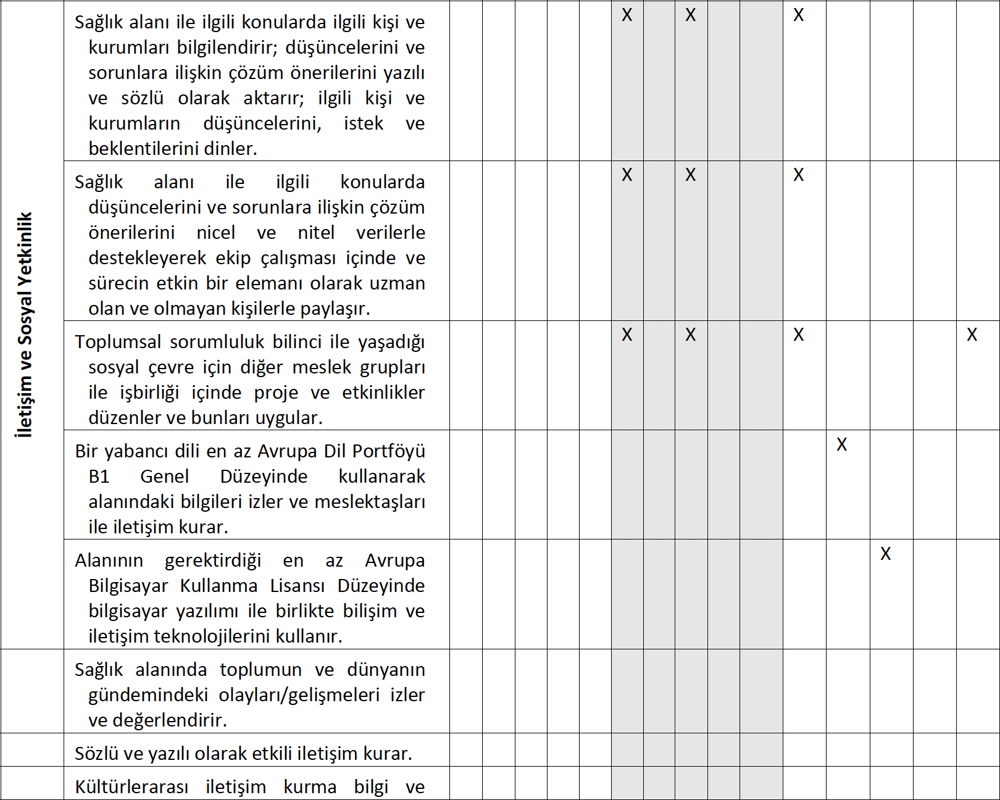 İletişim ve Sosyal Yetkinlik
Sağlık alanı ile ilgili konularda ilgili kişi ve
kurumları bilgilendirir; düşüncelerini ve
sorunlara ilişkin çözüm önerilerini yazılı
ve sözlü olarak aktarır; ilgili kişi ve
kurumların düşüncelerini, istek ve
beklentilerini dinler.
X X X
Sağlık alanı ile ilgili konularda
düşüncelerini ve sorunlara ilişkin çözüm
önerilerini nicel ve nitel verilerle
destekleyerek ekip çalışması içinde ve
sürecin etkin bir elemanı olarak uzman
olan ve olmayan kişilerle paylaşır.
X X X
Toplumsal sorumluluk bilinci ile yaşadığı
sosyal çevre için diğer meslek grupları
ile işbirliği içinde proje ve etkinlikler
düzenler ve bunları uygular.
X X X X
Bir yabancı dili en az Avrupa Dil Portföyü
B1 Genel Düzeyinde kullanarak
alanındaki bilgileri izler ve meslektaşları
ile iletişim kurar.
X
Alanının gerektirdiği en az Avrupa
Bilgisayar Kullanma Lisansı Düzeyinde
bilgisayar yazılımı ile birlikte bilişim ve
iletişim teknolojilerini kullanır.
X
Sağlık alanında toplumun ve dünyanın
gündemindeki olayları/gelişmeleri izler
ve değerlendirir.
Sözlü ve yazılı olarak etkili iletişim kurar.
Kültürlerarası iletişim kurma bilgi ve